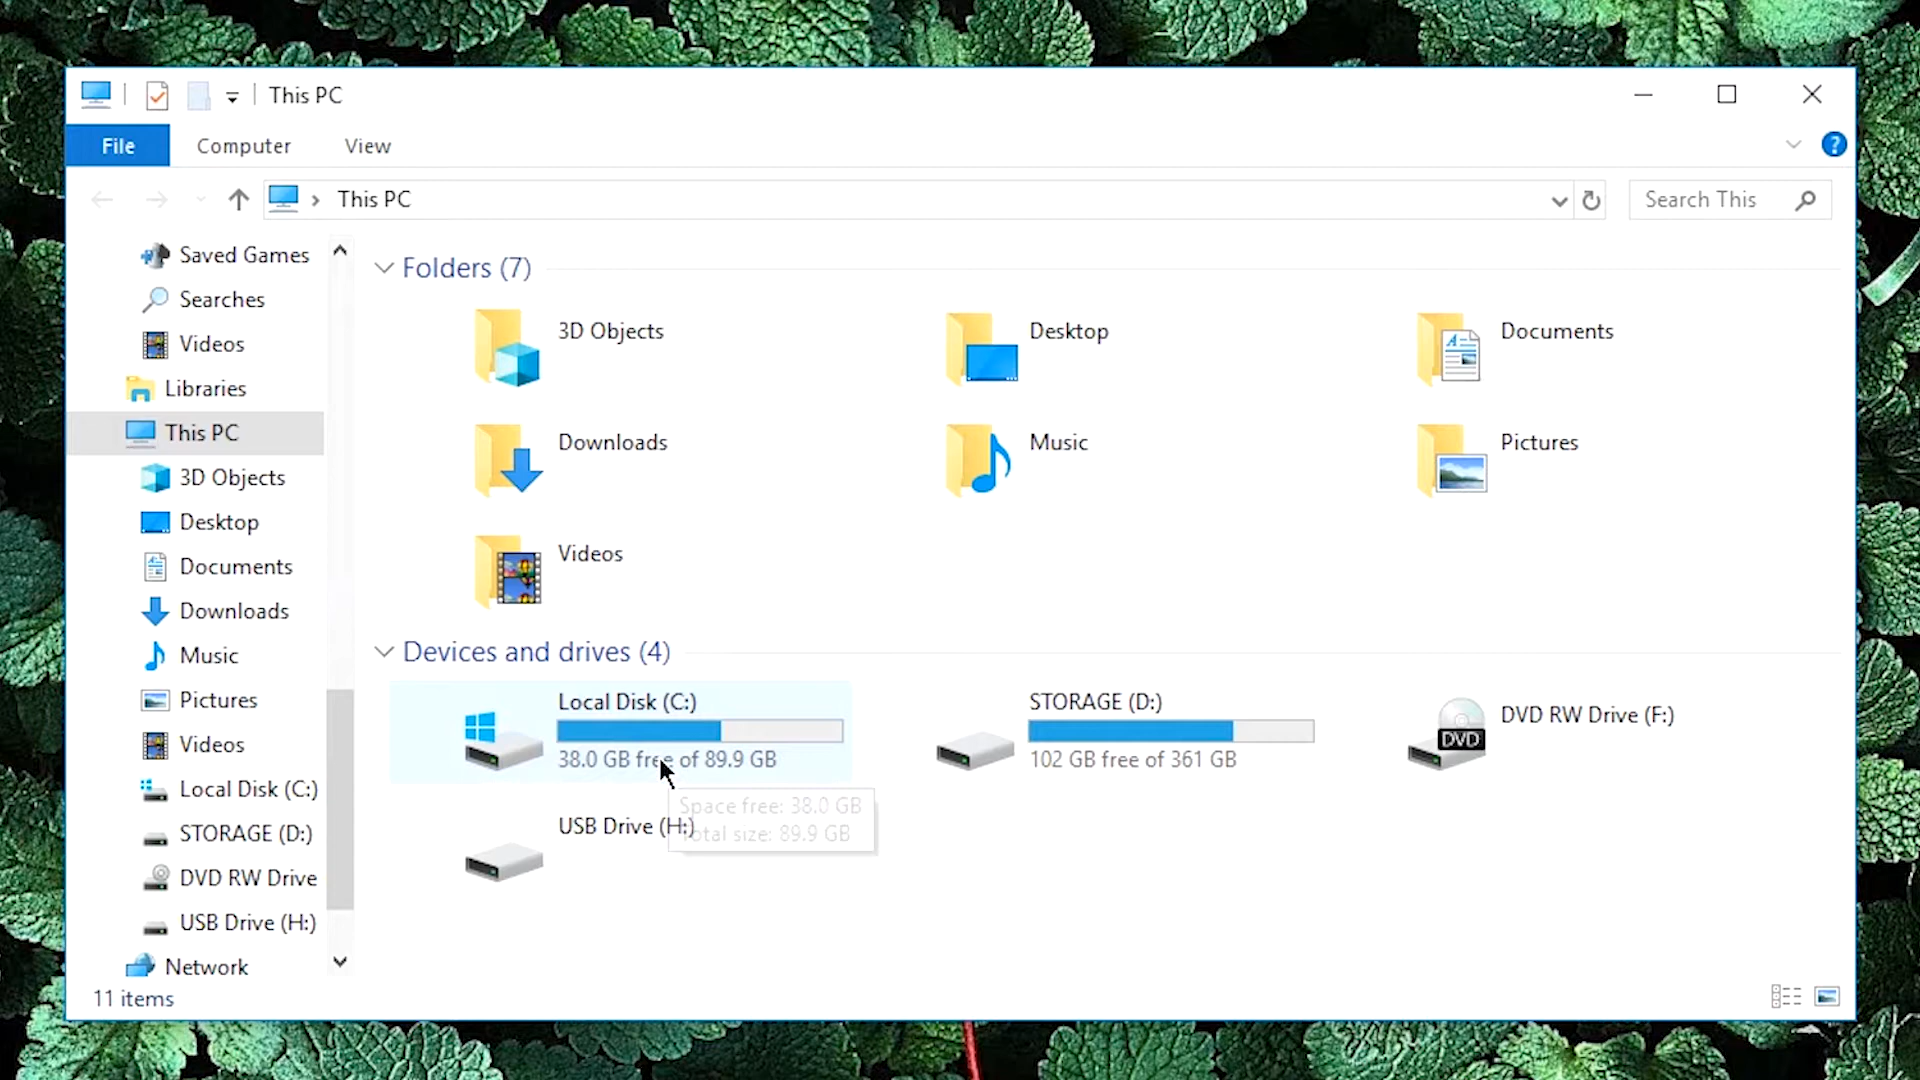 This PC
File Computer View
This PC
Search This
Saved Games
Searches
Videos
Libraries
This PC
3D Objects
Desktop
Documents
Downloads
Music
Pictures
Videos
Local Disk (C:)
STORAGE (D:)
DVD RW Drive
USB Drive (H:)
Network
11 items
Folders (7)
3D Objects
Desktop
Documents
Downloads
Music
Pictures
Videos
Devices and drives (4)
Local Disk (C:)
38.0 GB free of 89.9 GB
STORAGE (D:)
102 GB free of 361 GB
DVD RW Drive (F:)
DVD
USB Drive (H:)
Space free: 38.0 GB
Total size: 89.9 GB